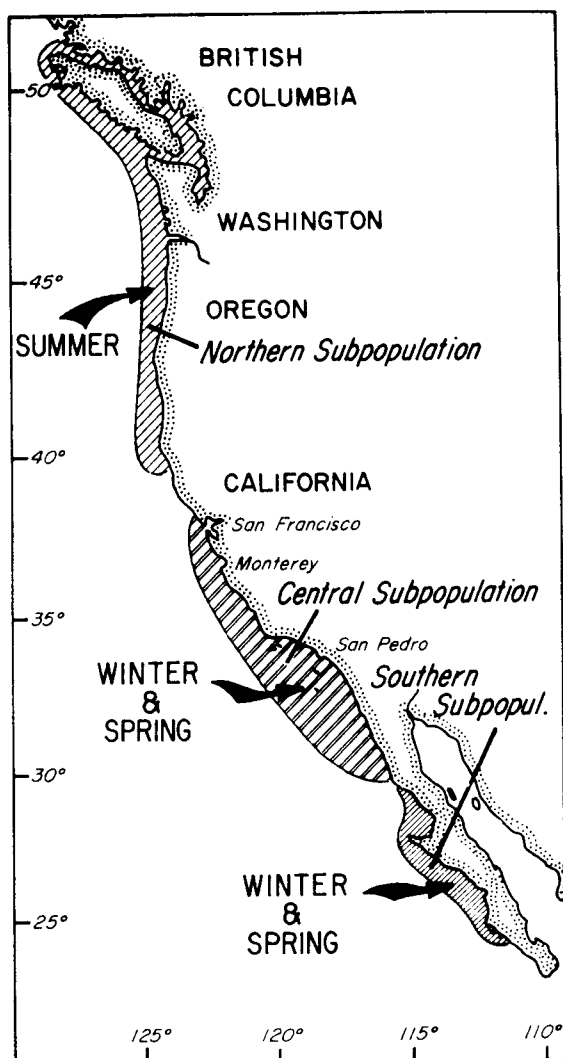 BRITISH
COLUMBIA
50°
WASHINGTON
45°
OREGON
SUMMER
Northern Subpopulation
40°
CALIFORNIA
San Francisco
Monterey
35°
Central Subpopulation
San Pedro
WINTER
&
SPRING
Southern
Subpopul.
30°
WINTER
&
SPRING
25°
125°
120°
115°
110°